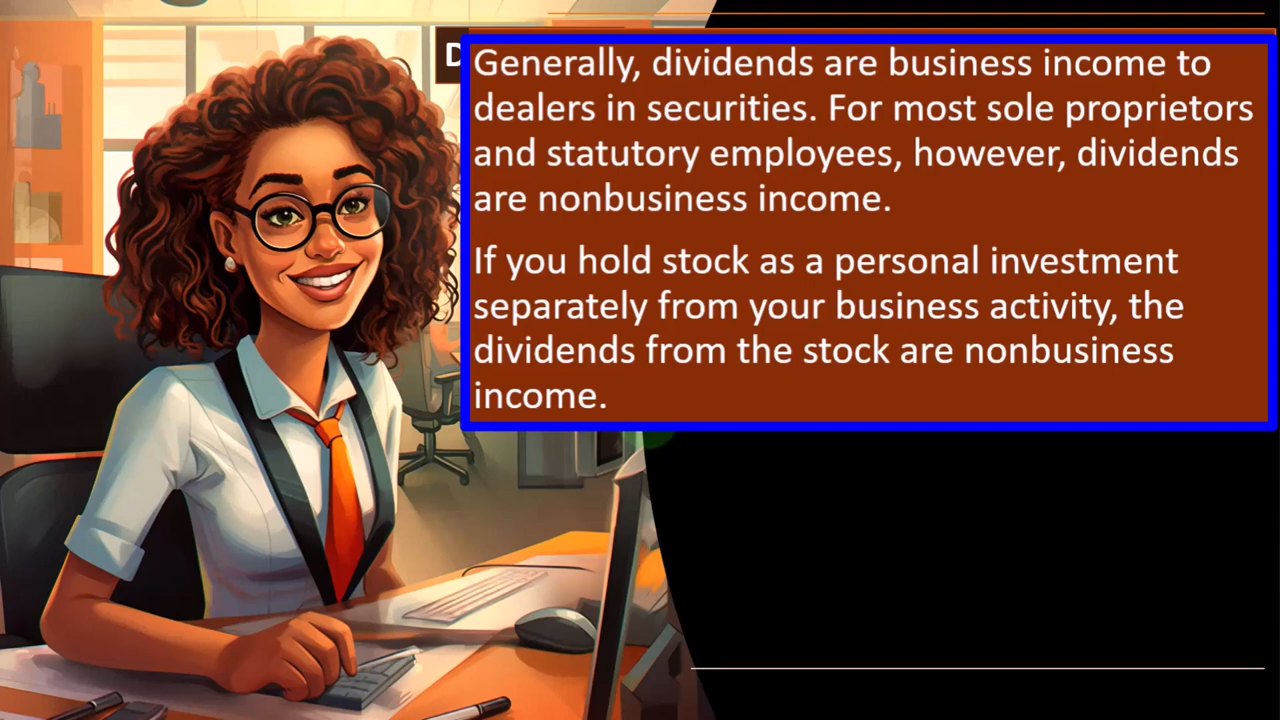 D
Generally, dividends are business income to
dealers in securities. For most sole proprietors
and statutory employees, however, dividends
are nonbusiness income.
If you hold stock as a personal investment
separately from your business activity, the
dividends from the stock are nonbusiness
income.